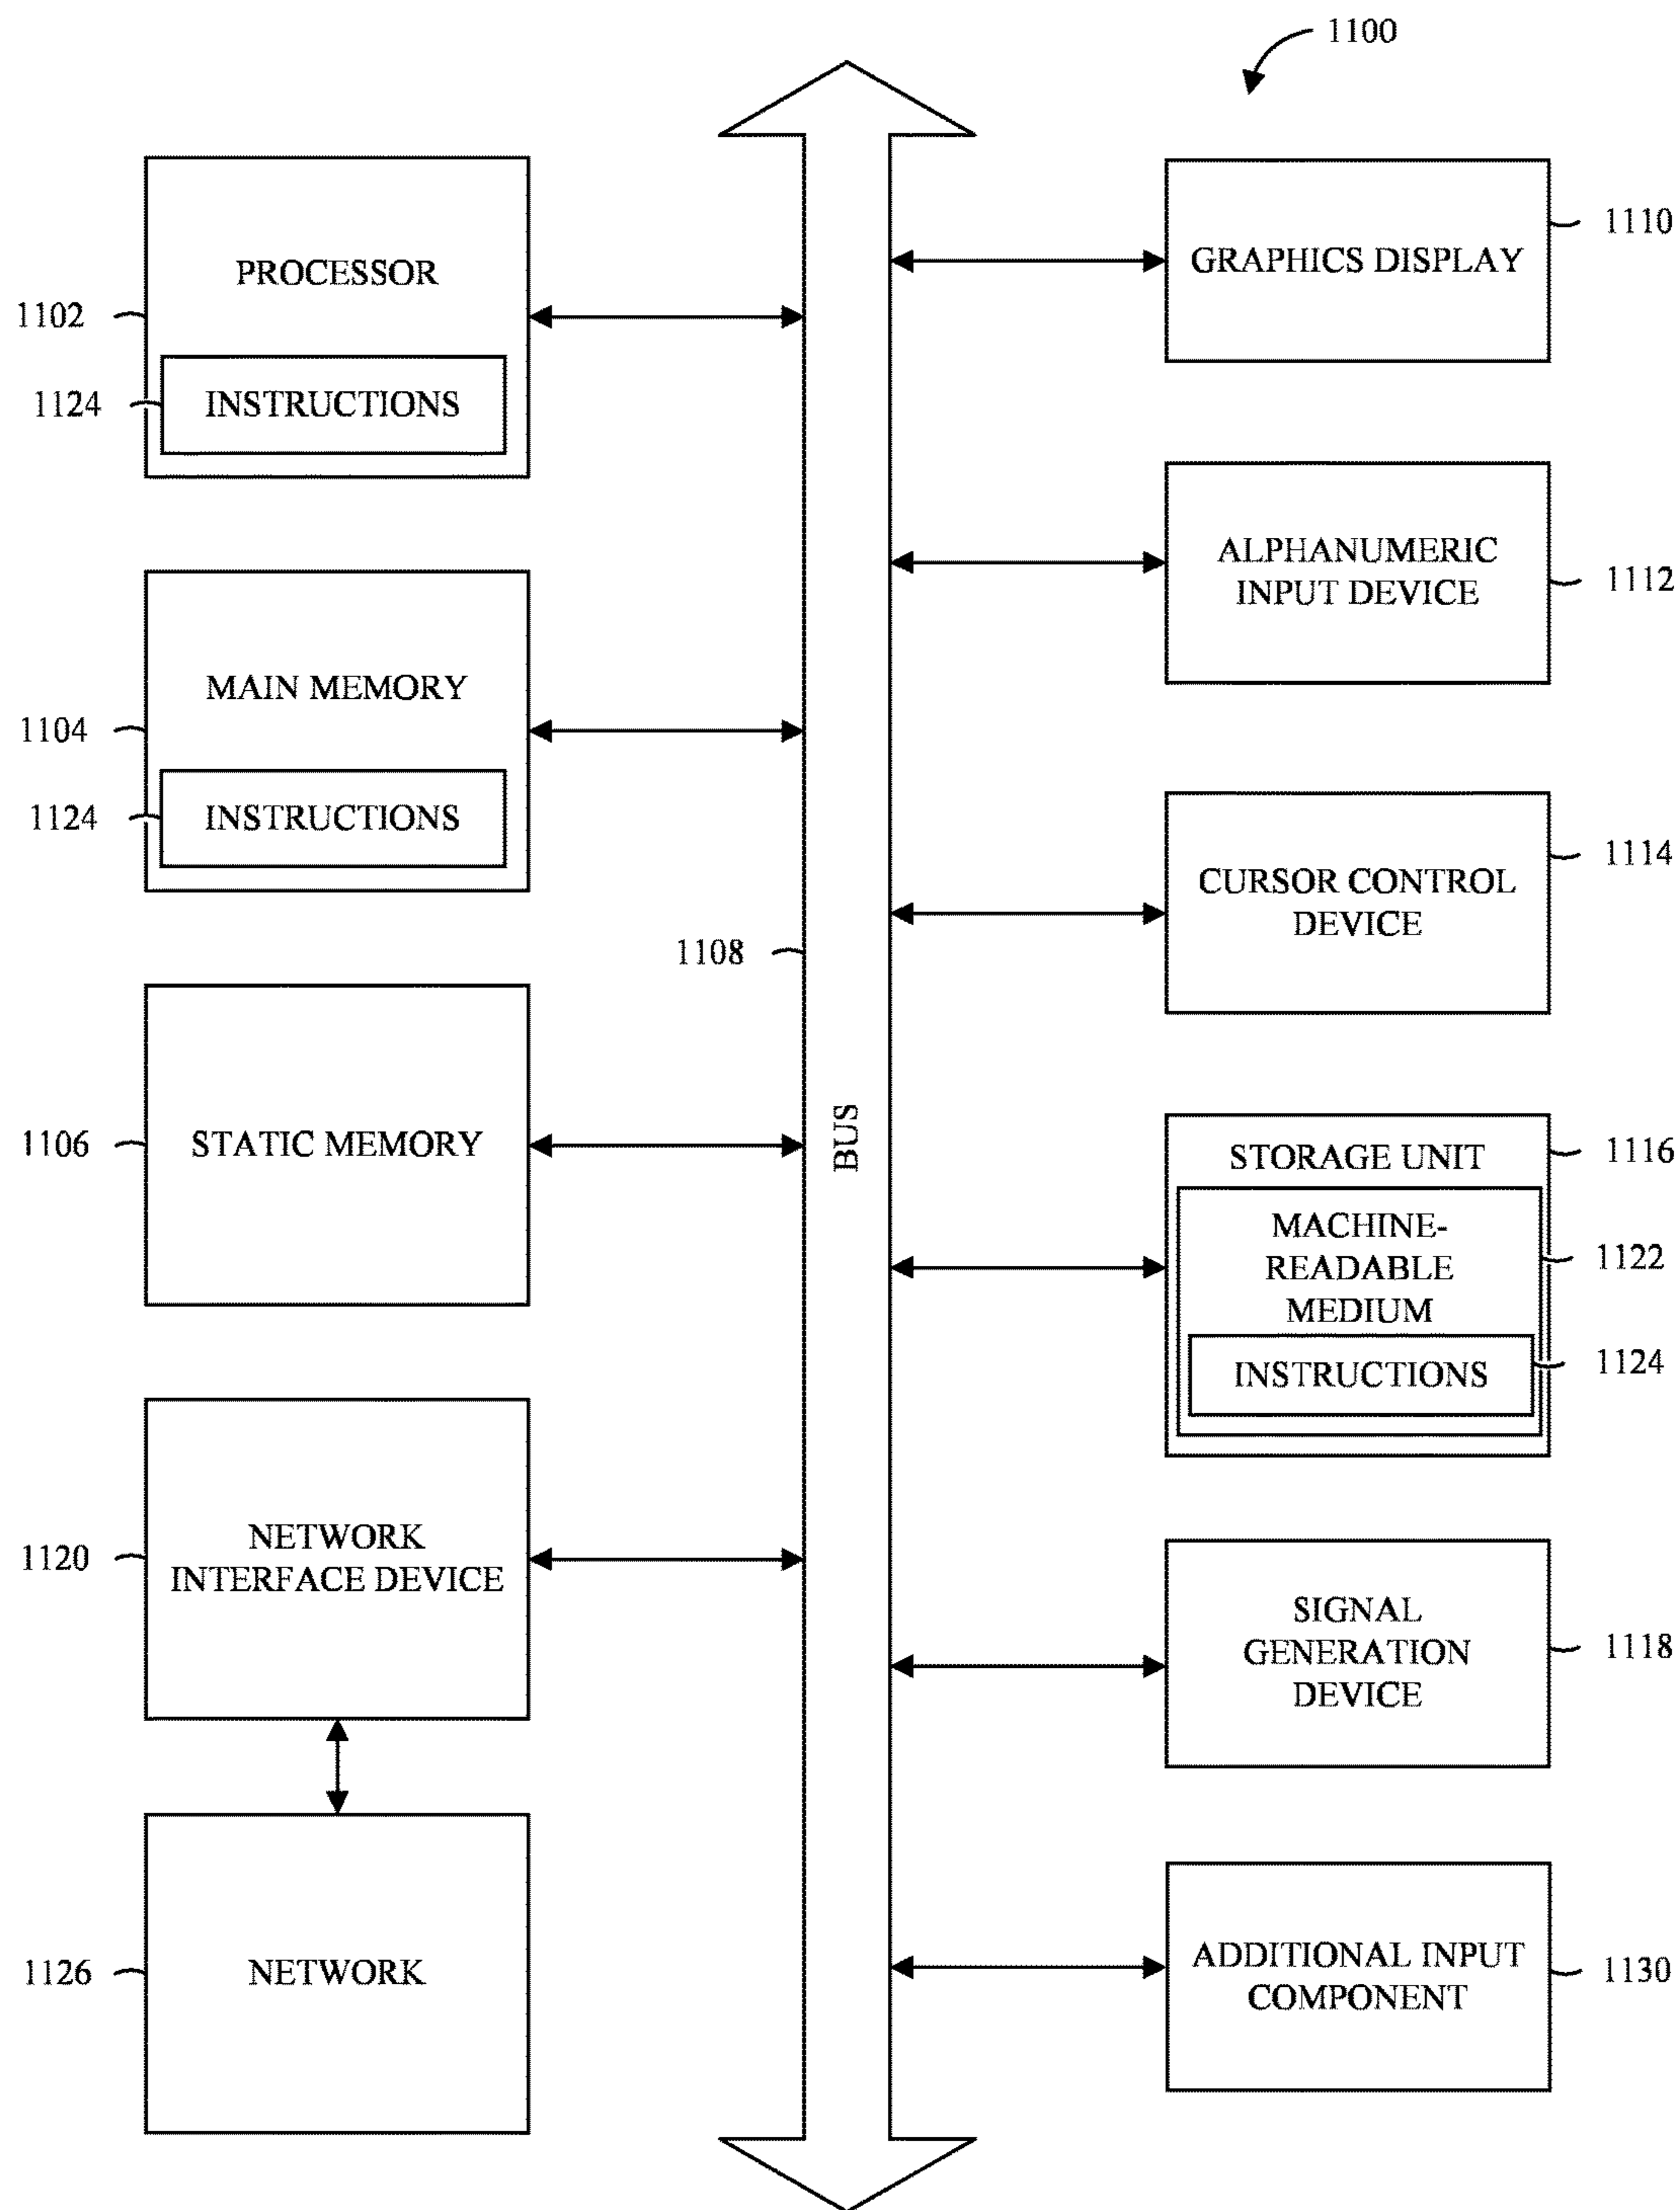 1100
PROCESSOR
1102
1124
INSTRUCTIONS
MAIN MEMORY
1104
1124
INSTRUCTIONS
1106
STATIC MEMORY
1120
NETWORK
INTERFACE DEVICE
1126
NETWORK
1108
BUS
GRAPHICS DISPLAY
1110
ALPHANUMERIC
INPUT DEVICE
1112
CURSOR CONTROL
DEVICE
1114
STORAGE UNIT
1116
MACHINE-
READABLE
MEDIUM
1122
INSTRUCTIONS
1124
SIGNAL
GENERATION
DEVICE
1118
ADDITIONAL INPUT
COMPONENT
1130